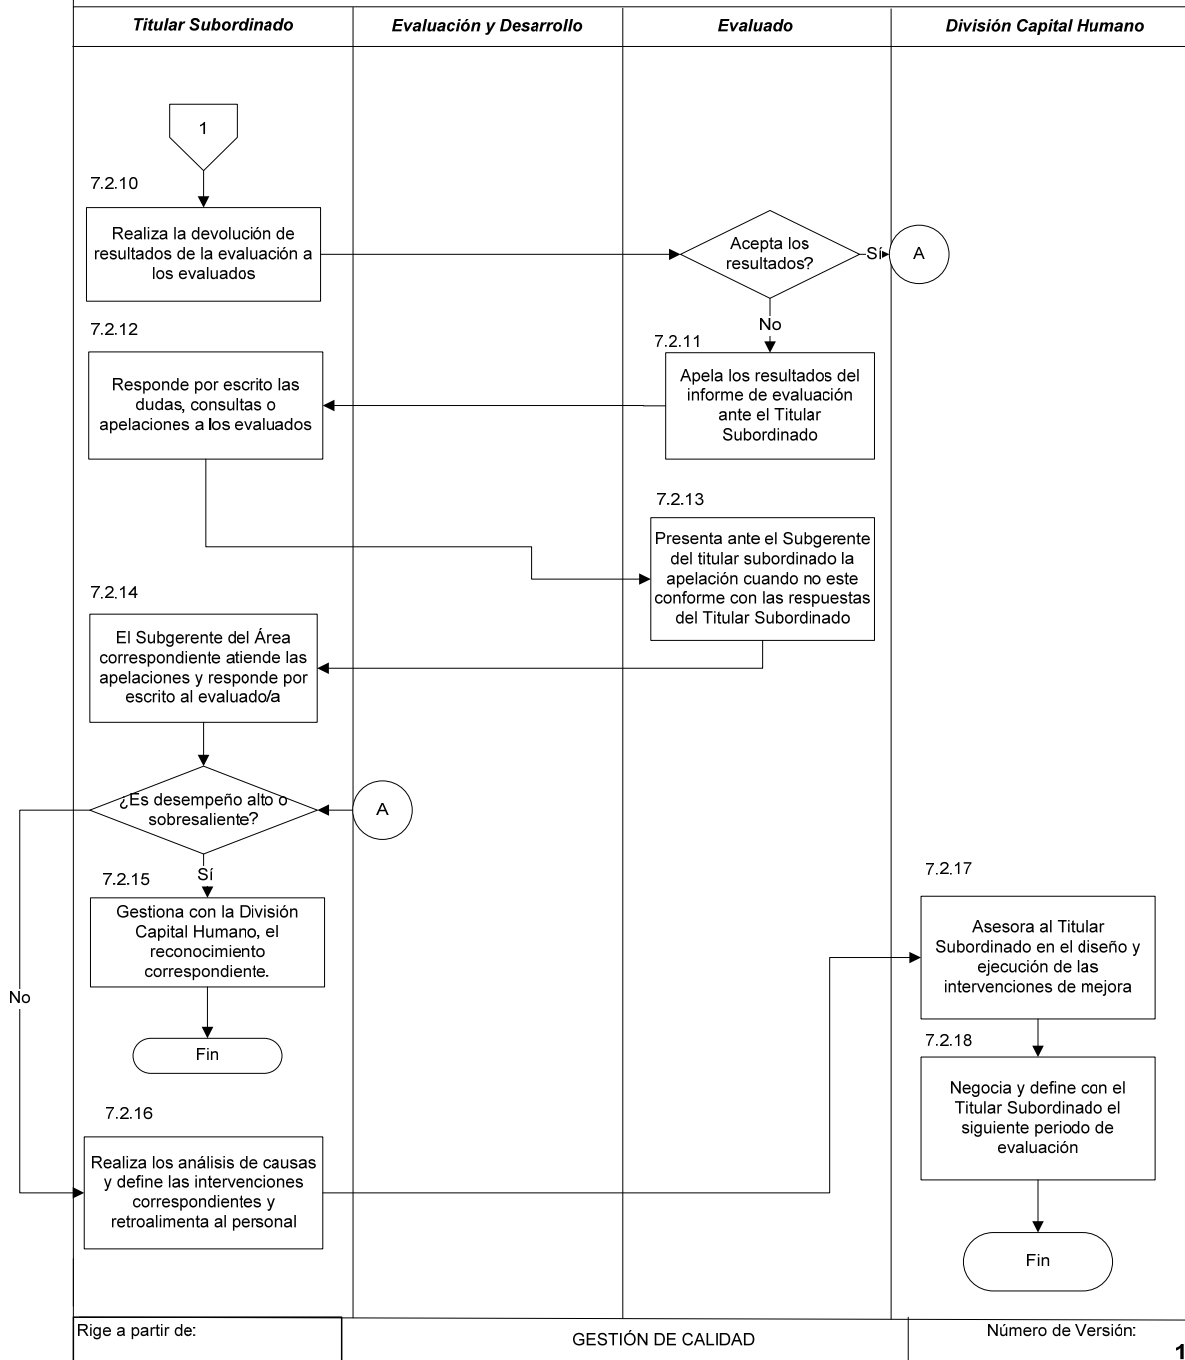 Titular Subordinado
Evaluación y Desarrollo
Evaluado
División Capital Humano
1
7.2.10
Realiza la devolución de
resultados de la evaluación a
los evaluados
Acepta los
resultados?
Sí
A
No
7.2.11
Apela los resultados del
informe de evaluación
ante el Titular
Subordinado
7.2.12
Responde por escrito las
dudas, consultas o
apelaciones a los evaluados
7.2.13
Presenta ante el Subgerente
del titular subordinado la
apelación cuando no este
conforme con las respuestas
del Titular Subordinado
7.2.14
El Subgerente del Área
correspondiente atiende las
apelaciones y responde por
escrito al evaluado/a
¿Es desempeño alto o
sobresaliente?
A
Sí
7.2.15
Gestiona con la División
Capital Humano, el
reconocimiento
correspondiente.
Fin
No
7.2.16
Realiza los análisis de causas
y define las intervenciones
correspondientes y
retroalimenta al personal
7.2.17
Asesora al Titular
Subordinado en el diseño y
ejecución de las
intervenciones de mejora
7.2.18
Negocia y define con el
Titular Subordinado el
siguiente periodo de
evaluación
Fin
Rige a partir de:
GESTIÓN DE CALIDAD
Número de Versión:
1